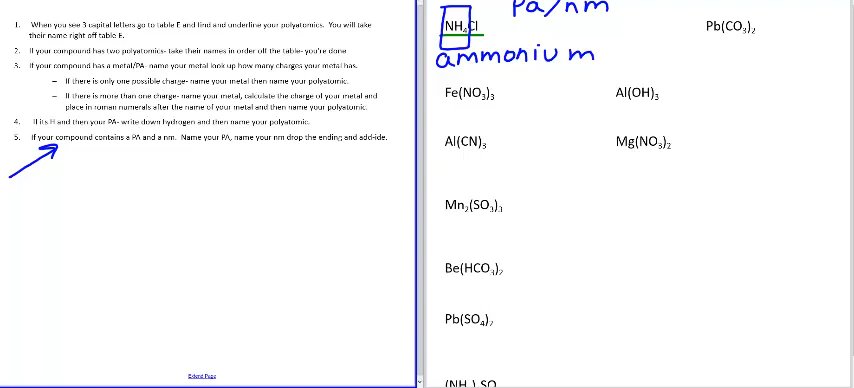 1. When you see 3 capital letters go to table E and find and underline your polyatomics. You will take
their name right off table E.
2. If your compound has two polyatomics- take their names in order off the table- you're done
3. If your compound has a metal/PA- name your metal look up how many charges your metal has.
– If there is only one possible charge- name your metal then name your polyatomic.
– If there is more than one charge- name your metal, calculate the charge of your metal and
place in roman numerals after the name of your metal and then name your polyatomic.
4. If its H and then your PA- write down hydrogen and then name your polyatomic.
5. If your compound contains a PA and a nm. Name your PA, name your nm drop the ending and add-ide.
Extend Page
Pa/nm
NH₄Cl Pb(CO₃)₂
ammonium
Fe(NO₃)₃ Al(OH)₃
Al(CN)₃ Mg(NO₃)₂
Mn₂(SO₃)₃
Be(HCO₃)₂
Pb(SO₄)₂